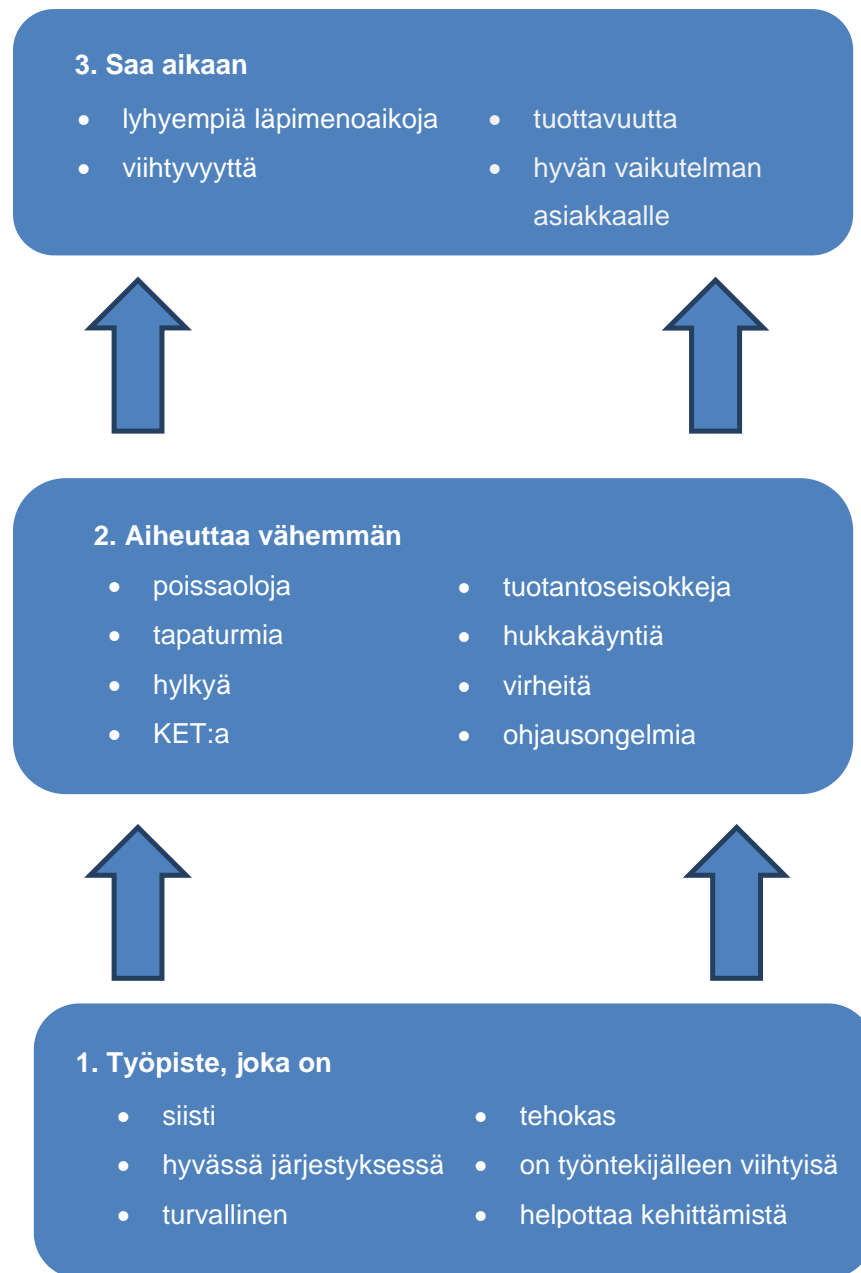 3. Saa aikaan
• lyhyempiä läpimenoaikoja
• viihtyvyyttä
• tuottavuutta
• hyvän vaikutelman
asiakkaalle
2. Aiheuttaa vähemmän
• poissaoloja
• tapaturmia
• hylkyä
• KET:a
• tuotantoseisokkeja
• hukkakäyntiä
• virheitä
• ohjausongelmia
1. Työpiste, joka on
• siisti
• hyvässä järjestyksessä
• turvallinen
• tehokas
• on työntekijälleen viihtyisä
• helpottaa kehittämistä